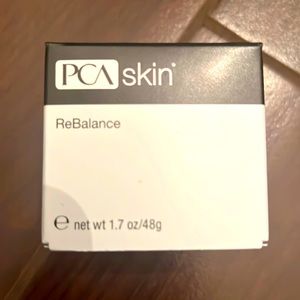 PCA skin®
ReBalance
℮ net wt 1.7 oz/48g